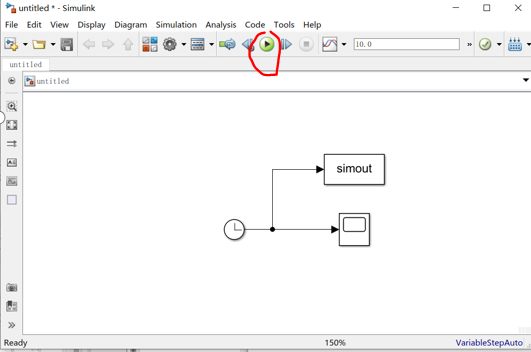 untitled * - Simulink
File Edit View Display Diagram Simulation Analysis Code Tools Help
10.0 »
untitled
untitled
simout
Ready 150% VariableStepAuto